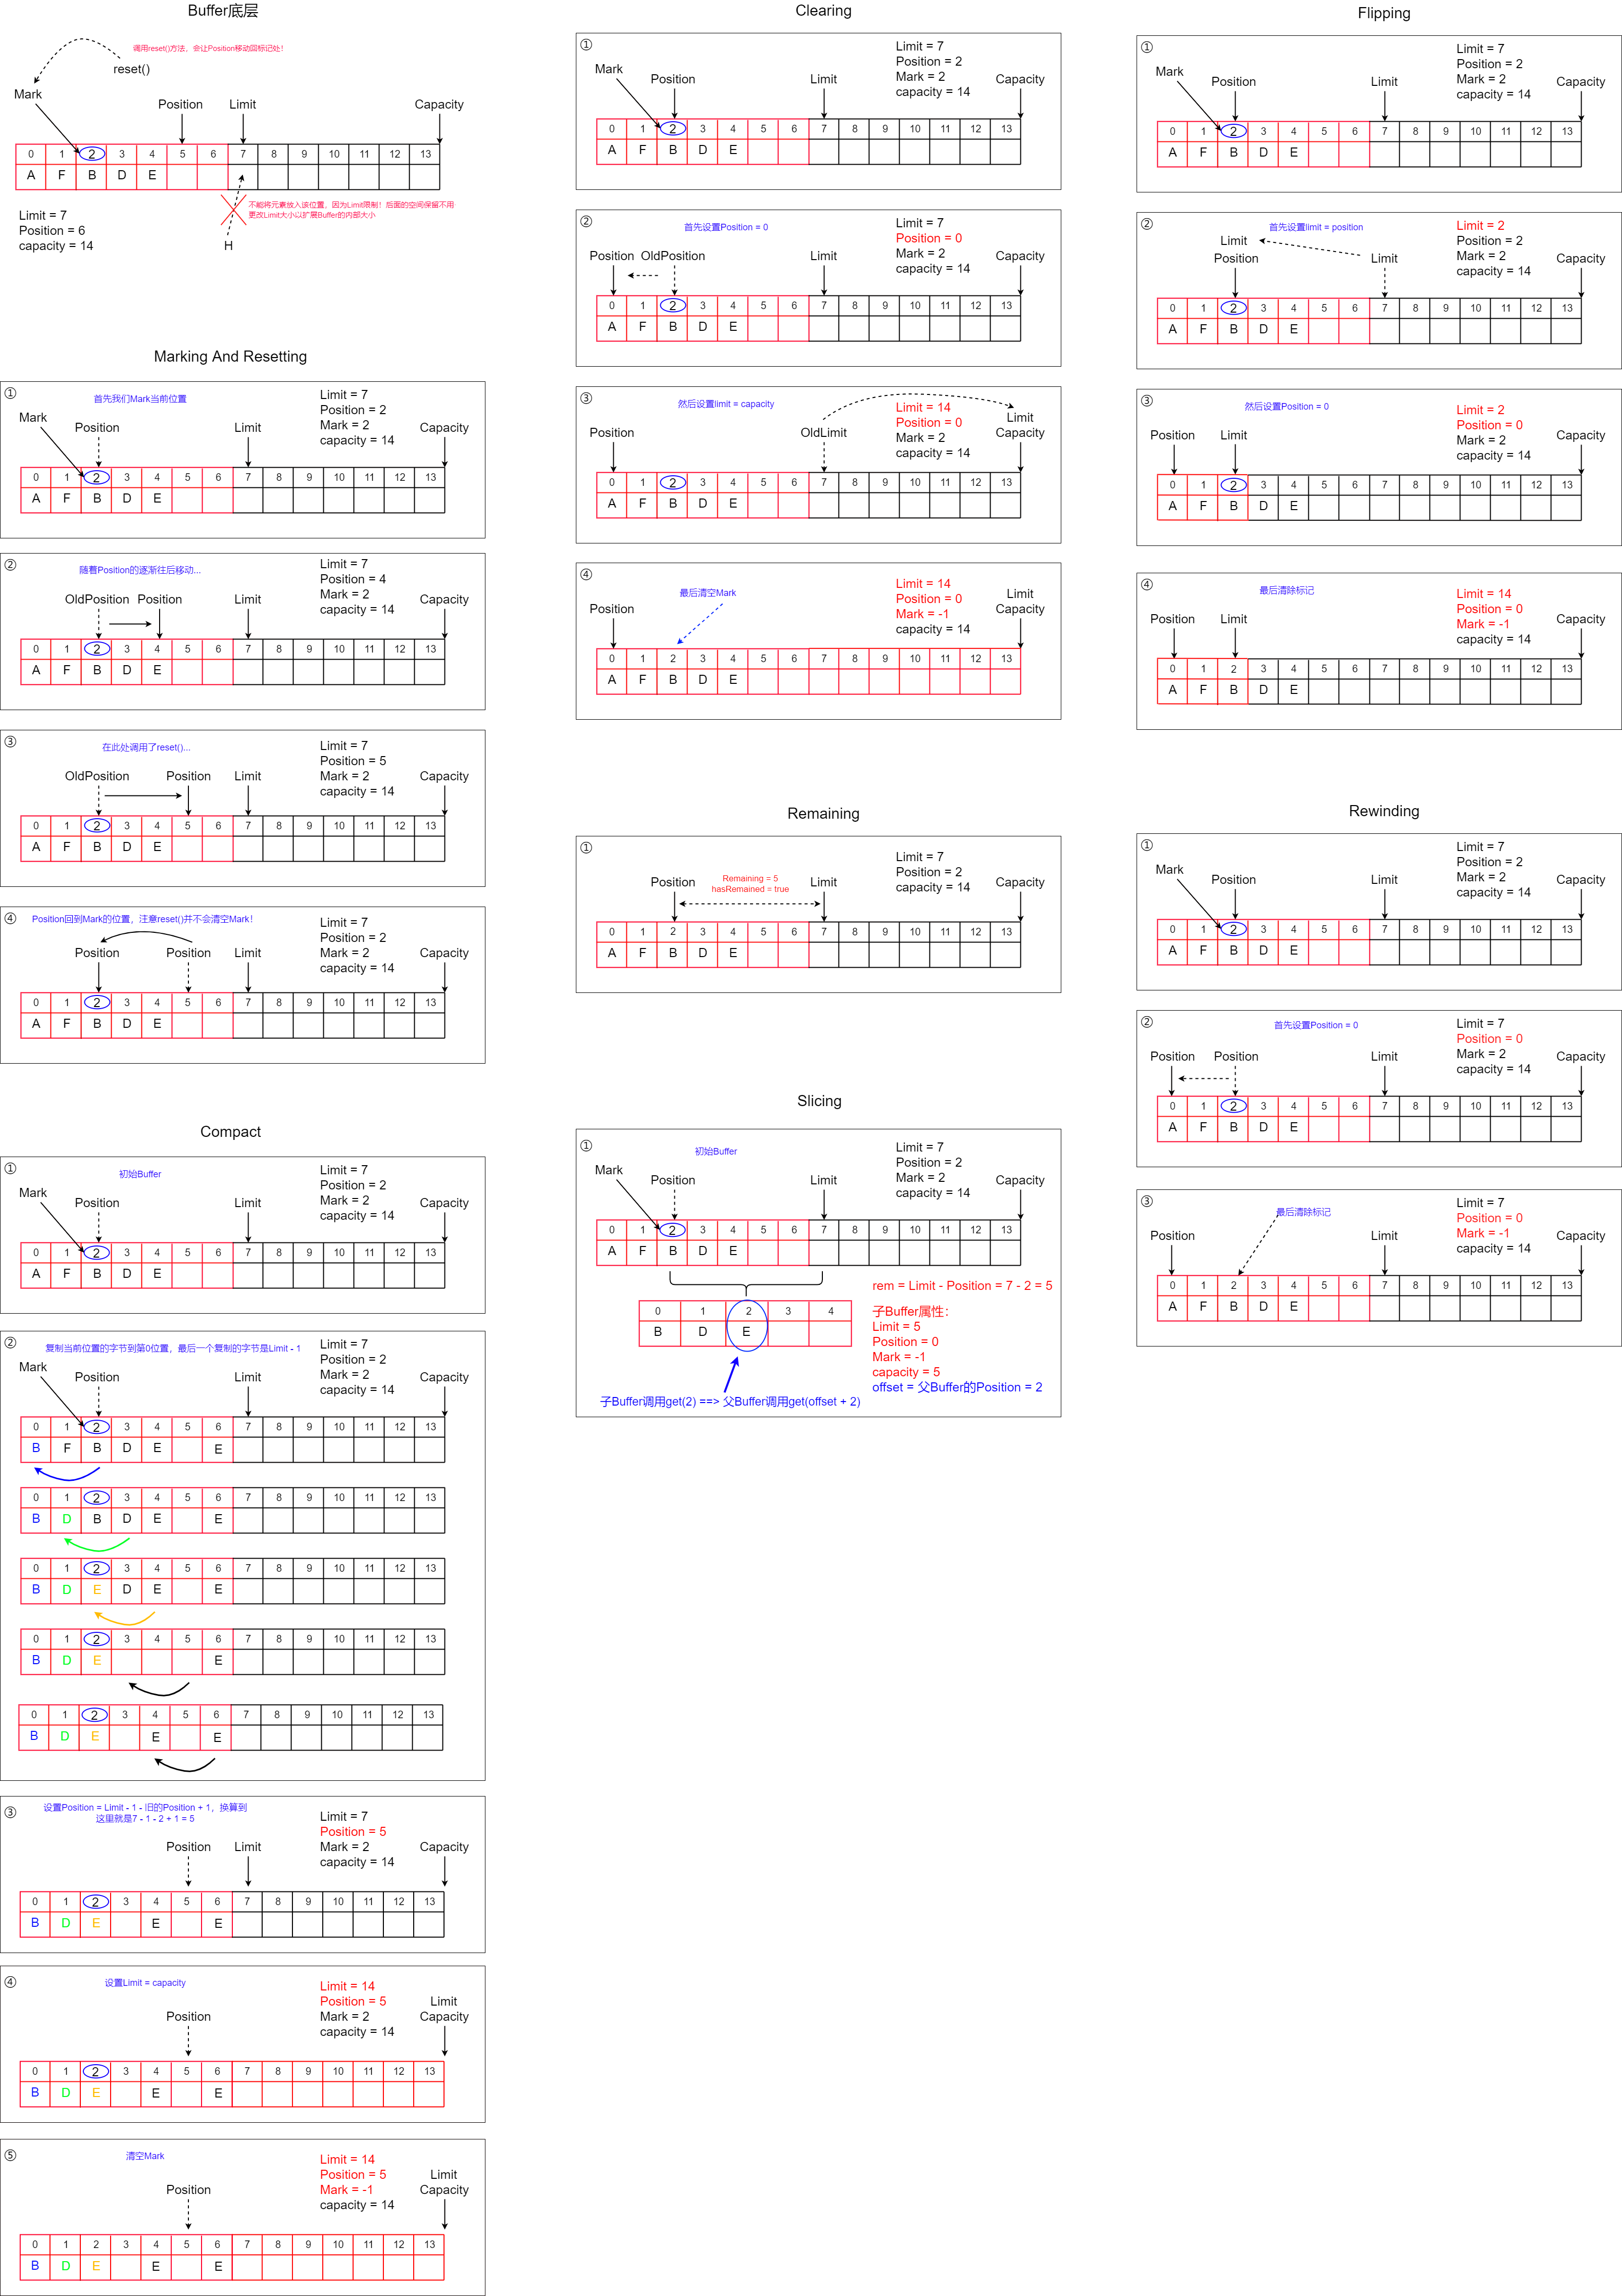 Buffer底层
调用reset()方法，会让Position移动回标记处！
reset()
Mark
Position Limit Capacity
0 1 2 3 4 5 6 7 8 9 10 11 12 13
A F B D E
不能将元素放入该位置，因为Limit限制！后面的空间保留不用
更改Limit大小以扩展Buffer的内部大小
H
Limit = 7
Position = 6
capacity = 14
Marking And Resetting
①
首先我们Mark当前位置
Limit = 7
Position = 2
Mark = 2
capacity = 14
Mark
Position Limit Capacity
0 1 2 3 4 5 6 7 8 9 10 11 12 13
A F B D E
②
随着Position的逐渐往后移动...
Limit = 7
Position = 4
Mark = 2
capacity = 14
OldPosition Position Limit Capacity
0 1 2 3 4 5 6 7 8 9 10 11 12 13
A F B D E
③
在此处调用了reset()...
Limit = 7
Position = 5
Mark = 2
capacity = 14
OldPosition Position Limit Capacity
0 1 2 3 4 5 6 7 8 9 10 11 12 13
A F B D E
④
Position回到Mark的位置，注意reset()并不会清空Mark！
Limit = 7
Position = 2
Mark = 2
capacity = 14
Position Position Limit Capacity
0 1 2 3 4 5 6 7 8 9 10 11 12 13
A F B D E
Compact
①
初始Buffer
Limit = 7
Position = 2
Mark = 2
capacity = 14
Mark
Position Limit Capacity
0 1 2 3 4 5 6 7 8 9 10 11 12 13
A F B D E
②
复制当前位置的字节到第0位置，最后一个复制的字节是Limit - 1
Limit = 7
Position = 2
Mark = 2
capacity = 14
Mark
Position Limit Capacity
0 1 2 3 4 5 6 7 8 9 10 11 12 13
B F B D E E
0 1 2 3 4 5 6 7 8 9 10 11 12 13
B D B D E E
0 1 2 3 4 5 6 7 8 9 10 11 12 13
B D E D E E
0 1 2 3 4 5 6 7 8 9 10 11 12 13
B D E E
0 1 2 3 4 5 6 7 8 9 10 11 12 13
B D E E E
③
设置Position = Limit - 1 - 旧的Position + 1，换算到
这里就是7 - 1 - 2 + 1 = 5
Limit = 7
Position = 5
Mark = 2
capacity = 14
Position Limit Capacity
0 1 2 3 4 5 6 7 8 9 10 11 12 13
B D E E E
④
设置Limit = capacity
Limit = 14
Position = 5
Mark = 2
capacity = 14
Limit
Position Capacity
0 1 2 3 4 5 6 7 8 9 10 11 12 13
B D E E E
⑤
清空Mark
Limit = 14
Position = 5
Mark = -1
capacity = 14
Limit
Position Capacity
0 1 2 3 4 5 6 7 8 9 10 11 12 13
B D E E E
Clearing
①
Limit = 7
Position = 2
Mark = 2
capacity = 14
Mark
Position Limit Capacity
0 1 2 3 4 5 6 7 8 9 10 11 12 13
A F B D E
②
首先设置Position = 0
Limit = 7
Position = 0
Mark = 2
capacity = 14
Position OldPosition Limit Capacity
0 1 2 3 4 5 6 7 8 9 10 11 12 13
A F B D E
③
然后设置limit = capacity
Limit = 14
Position = 0
Mark = 2
capacity = 14
Limit
Position OldLimit Capacity
0 1 2 3 4 5 6 7 8 9 10 11 12 13
A F B D E
④
最后清空Mark
Limit = 14
Position = 0
Mark = -1
capacity = 14
Limit
Position Capacity
0 1 2 3 4 5 6 7 8 9 10 11 12 13
A F B D E
Remaining
①
Limit = 7
Position = 2
capacity = 14
Remaining = 5
hasRemained = true
Position Limit Capacity
0 1 2 3 4 5 6 7 8 9 10 11 12 13
A F B D E
Slicing
①
初始Buffer
Limit = 7
Position = 2
Mark = 2
capacity = 14
Mark
Position Limit Capacity
0 1 2 3 4 5 6 7 8 9 10 11 12 13
A F B D E
rem = Limit - Position = 7 - 2 = 5
0 1 2 3 4
B D E
子Buffer属性：
Limit = 5
Position = 0
Mark = -1
capacity = 5
offset = 父Buffer的Position = 2
子Buffer调用get(2) ==> 父Buffer调用get(offset + 2)
Flipping
①
Limit = 7
Position = 2
Mark = 2
capacity = 14
Mark
Position Limit Capacity
0 1 2 3 4 5 6 7 8 9 10 11 12 13
A F B D E
②
首先设置limit = position
Limit = 2
Position = 2
Mark = 2
capacity = 14
Limit
Position Limit Capacity
0 1 2 3 4 5 6 7 8 9 10 11 12 13
A F B D E
③
然后设置Position = 0
Limit = 2
Position = 0
Mark = 2
capacity = 14
Position Limit Capacity
0 1 2 3 4 5 6 7 8 9 10 11 12 13
A F B D E
④
最后清除标记
Limit = 14
Position = 0
Mark = -1
capacity = 14
Position Limit Capacity
0 1 2 3 4 5 6 7 8 9 10 11 12 13
A F B D E
Rewinding
①
Limit = 7
Position = 2
Mark = 2
capacity = 14
Mark
Position Limit Capacity
0 1 2 3 4 5 6 7 8 9 10 11 12 13
A F B D E
②
首先设置Position = 0
Limit = 7
Position = 0
Mark = 2
capacity = 14
Position Position Limit Capacity
0 1 2 3 4 5 6 7 8 9 10 11 12 13
A F B D E
③
最后清除标记
Limit = 7
Position = 0
Mark = -1
capacity = 14
Position Limit Capacity
0 1 2 3 4 5 6 7 8 9 10 11 12 13
A F B D E